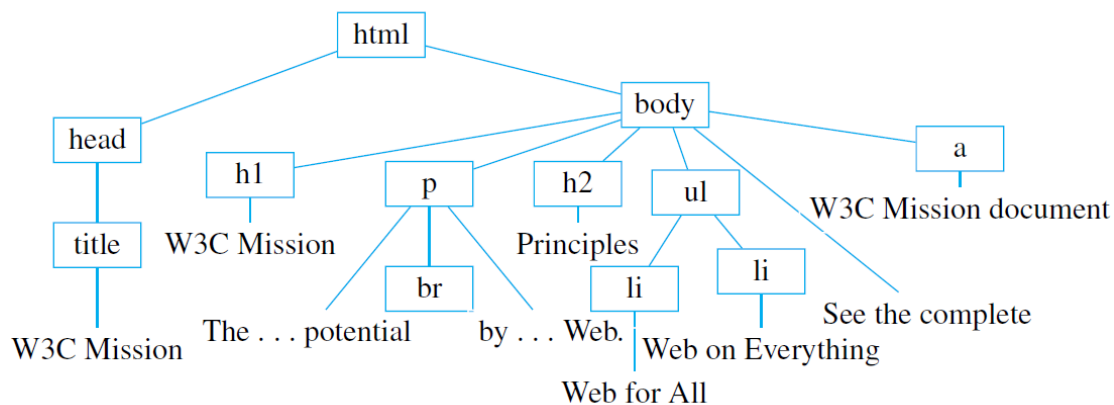 html
body
head
a
h1
p
h2
ul
W3C Mission document
title
W3C Mission
Principles
li
br
li
See the complete
The . . . potential
by . . . Web.
W3C Mission
Web on Everything
Web for All